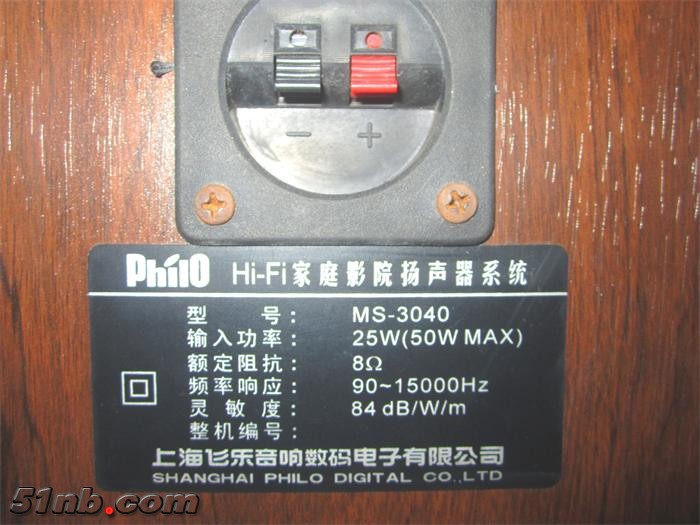 − +
PhilO Hi-Fi家庭影院扬声器系统
型 号： MS-3040
输入功率： 25W(50W MAX)
额定阻抗： 8Ω
频率响应： 90~15000Hz
灵 敏 度： 84 dB/W/m
整机编号：
上海飞乐音响数码电子有限公司
SHANGHAI PHILO DIGITAL CO.,LTD
51nb.com